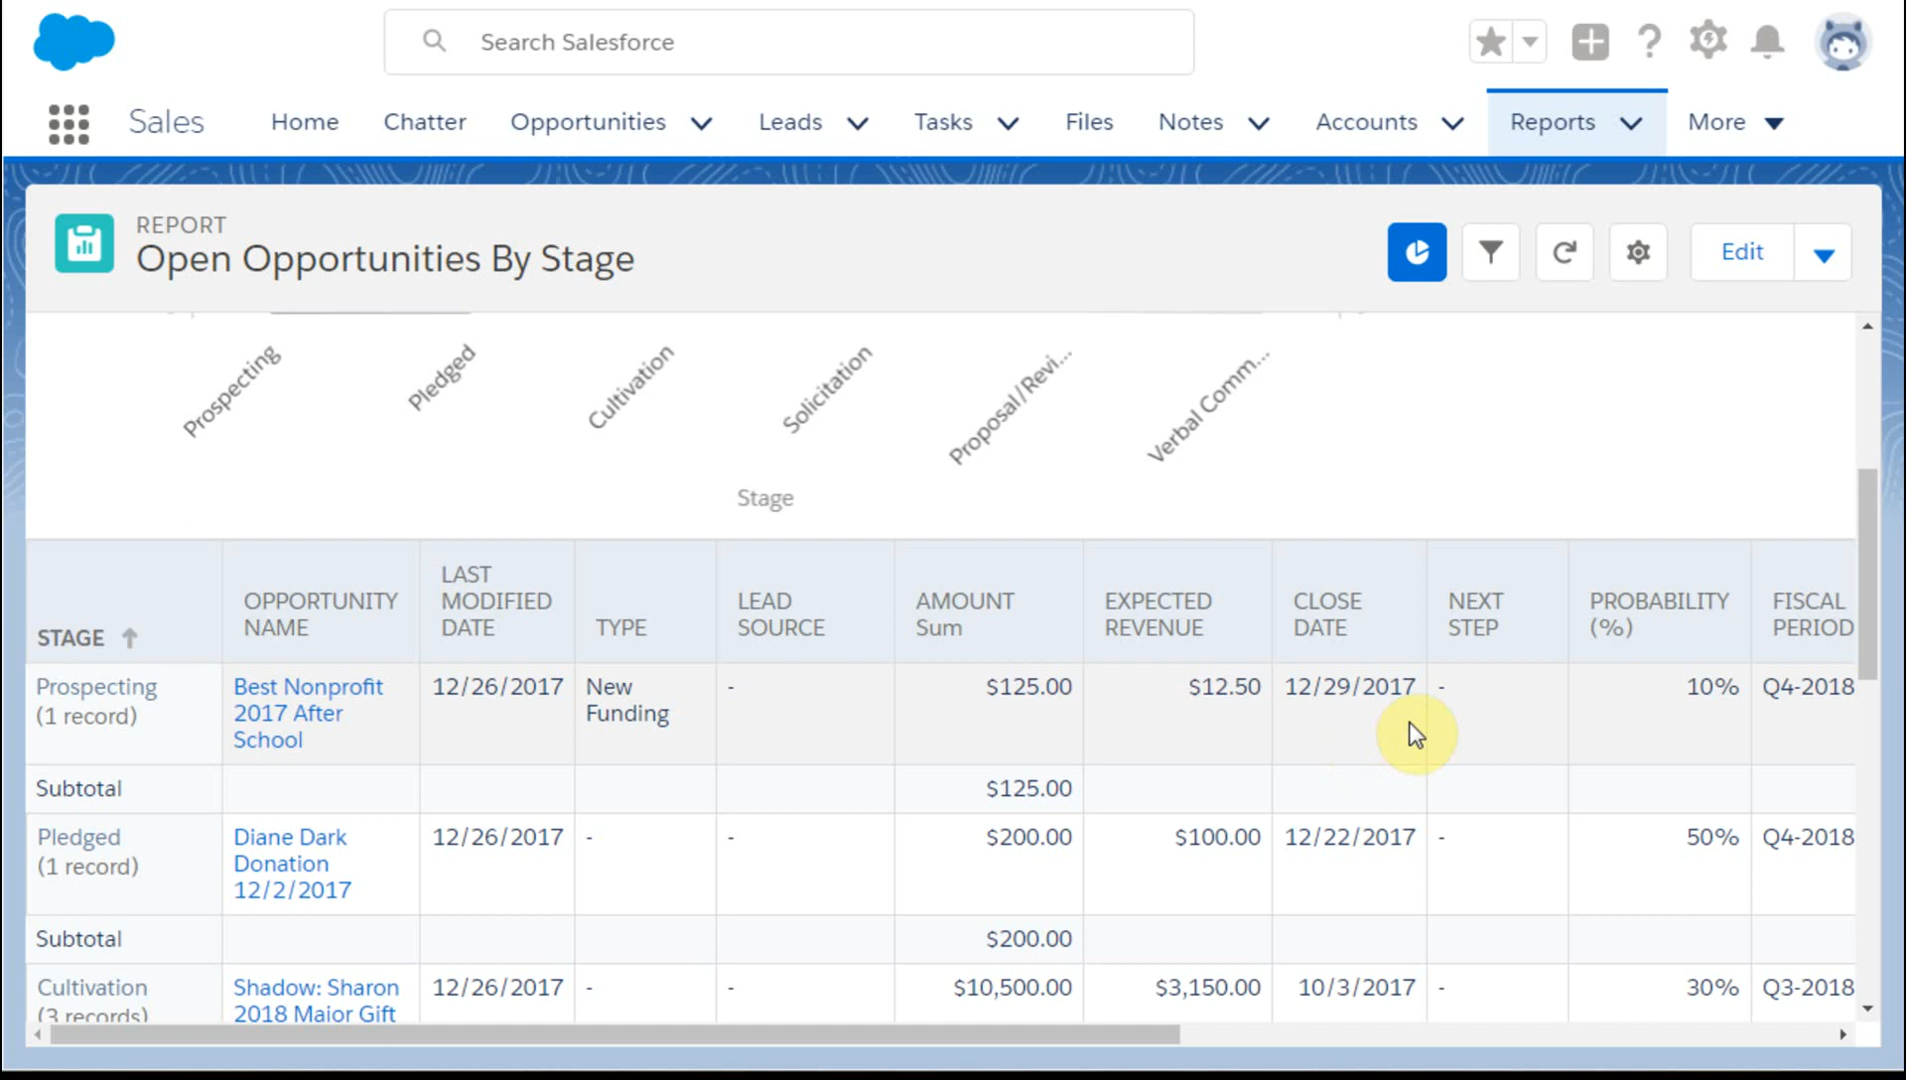 Search Salesforce
Sales Home Chatter Opportunities Leads Tasks Files Notes Accounts Reports More
REPORT
Open Opportunities By Stage
Edit
Prospecting
Pledged
Cultivation
Solicitation
Proposal/Revi...
Verbal Comm...
Stage
STAGE
OPPORTUNITY
NAME
LAST
MODIFIED
DATE
TYPE
LEAD
SOURCE
AMOUNT
Sum
EXPECTED
REVENUE
CLOSE
DATE
NEXT
STEP
PROBABILITY
(%)
FISCAL
PERIOD
Prospecting
(1 record)
Best Nonprofit
2017 After
School
12/26/2017
New
Funding
-
$125.00
$12.50
12/29/2017
-
10%
Q4-2018
Subtotal
$125.00
Pledged
(1 record)
Diane Dark
Donation
12/2/2017
12/26/2017
-
-
$200.00
$100.00
12/22/2017
-
50%
Q4-2018
Subtotal
$200.00
Cultivation
(3 records)
Shadow: Sharon
2018 Major Gift
12/26/2017
-
-
$10,500.00
$3,150.00
10/3/2017
-
30%
Q3-2018